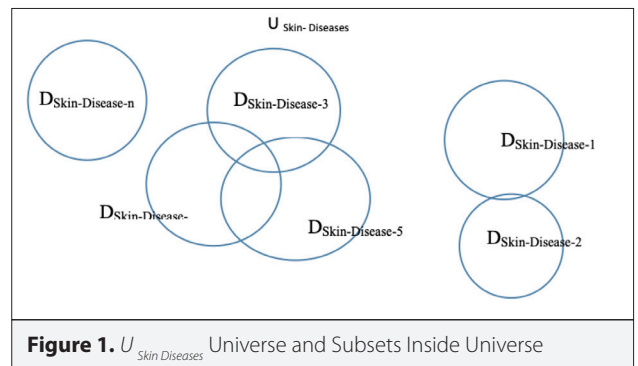 U Skin- Diseases
DSkin-Disease-n
DSkin-Disease-3
DSkin-Disease-1
DSkin-Disease-
DSkin-Disease-5
DSkin-Disease-2
Figure 1. U Skin Diseases Universe and Subsets Inside Universe